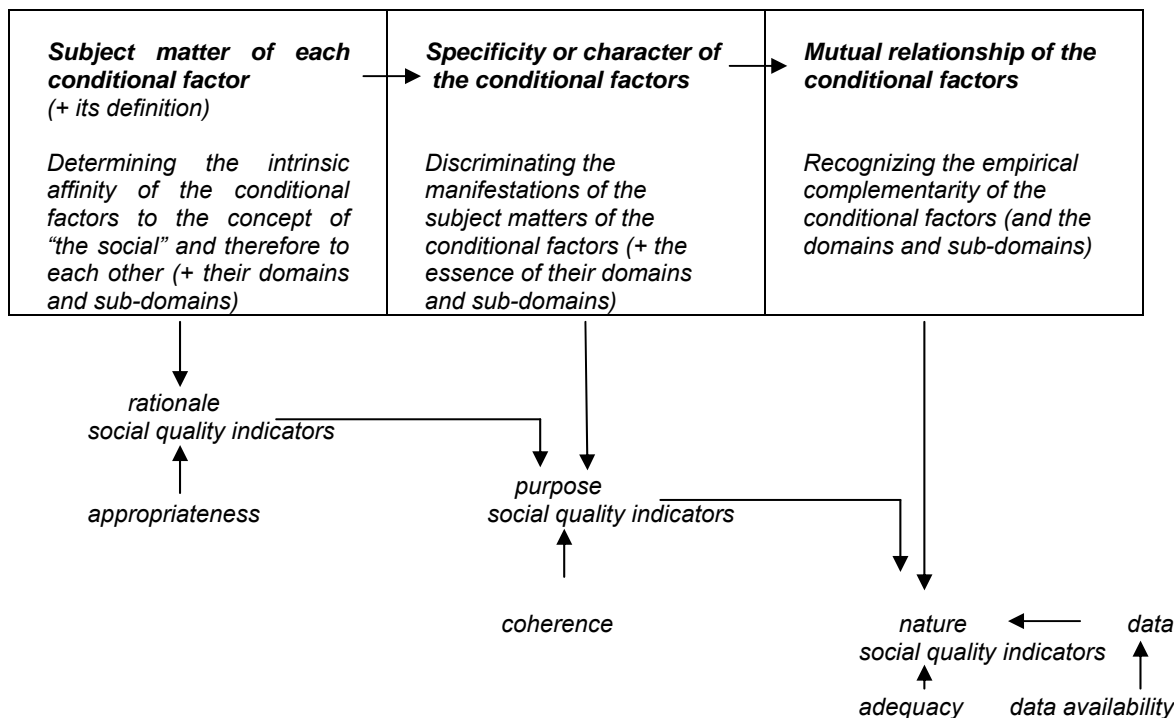 Subject matter of each
conditional factor
(+ its definition)
Determining the intrinsic
affinity of the conditional
factors to the concept of
“the social” and therefore to
each other (+ their domains
and sub-domains)
Specificity or character of
the conditional factors
Discriminating the
manifestations of the
subject matters of the
conditional factors (+ the
essence of their domains
and sub-domains)
Mutual relationship of the
conditional factors
Recognizing the empirical
complementarity of the
conditional factors (and the
domains and sub-domains)
rationale
social quality indicators
appropriateness
purpose
social quality indicators
coherence
nature
social quality indicators
adequacy
data
data availability